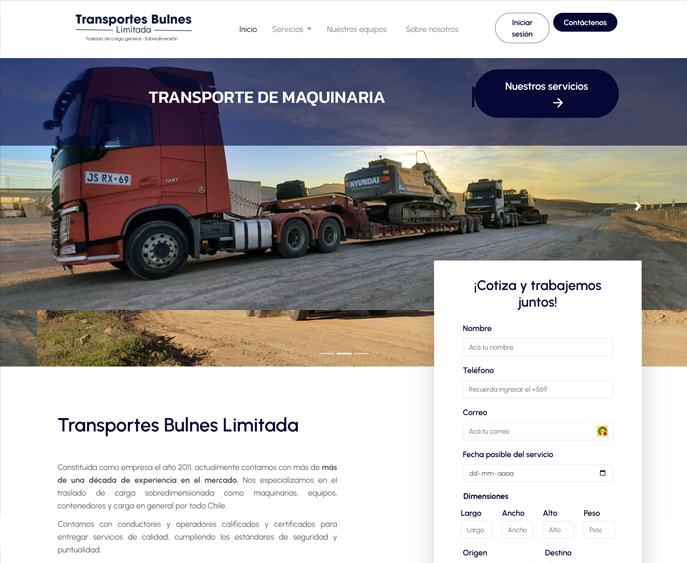 Transportes Bulnes
Limitada
Traslado de carga general - Sobredimensión
Inicio
Servicios
Nuestros equipos
Sobre nosotros
Iniciar
sesión
Contáctenos
TRANSPORTE DE MAQUINARIA
Nuestros servicios
JS RX-69
HYUNDAI
¡Cotiza y trabajemos
juntos!
Nombre
Acá tu nombre
Teléfono
Recuerda ingresar el +569
Correo
Acá tu correo
Fecha posible del servicio
dd-mm-aaaa
Dimensiones
Largo Ancho Alto Peso
Largo Ancho Alto Pesc
Origen Destino
Transportes Bulnes Limitada
Constituida como empresa el año 2011, actualmente contamos con más de más
de una década de experiencia en el mercado. Nos especializamos en el
traslado de carga sobredimensionada como maquinarias, equipos,
contenedores y carga en general por todo Chile.
Contamos con conductores y operadores calificados y certificados para
entregar servicios de calidad, cumpliendo los estándares de seguridad y
puntualidad.